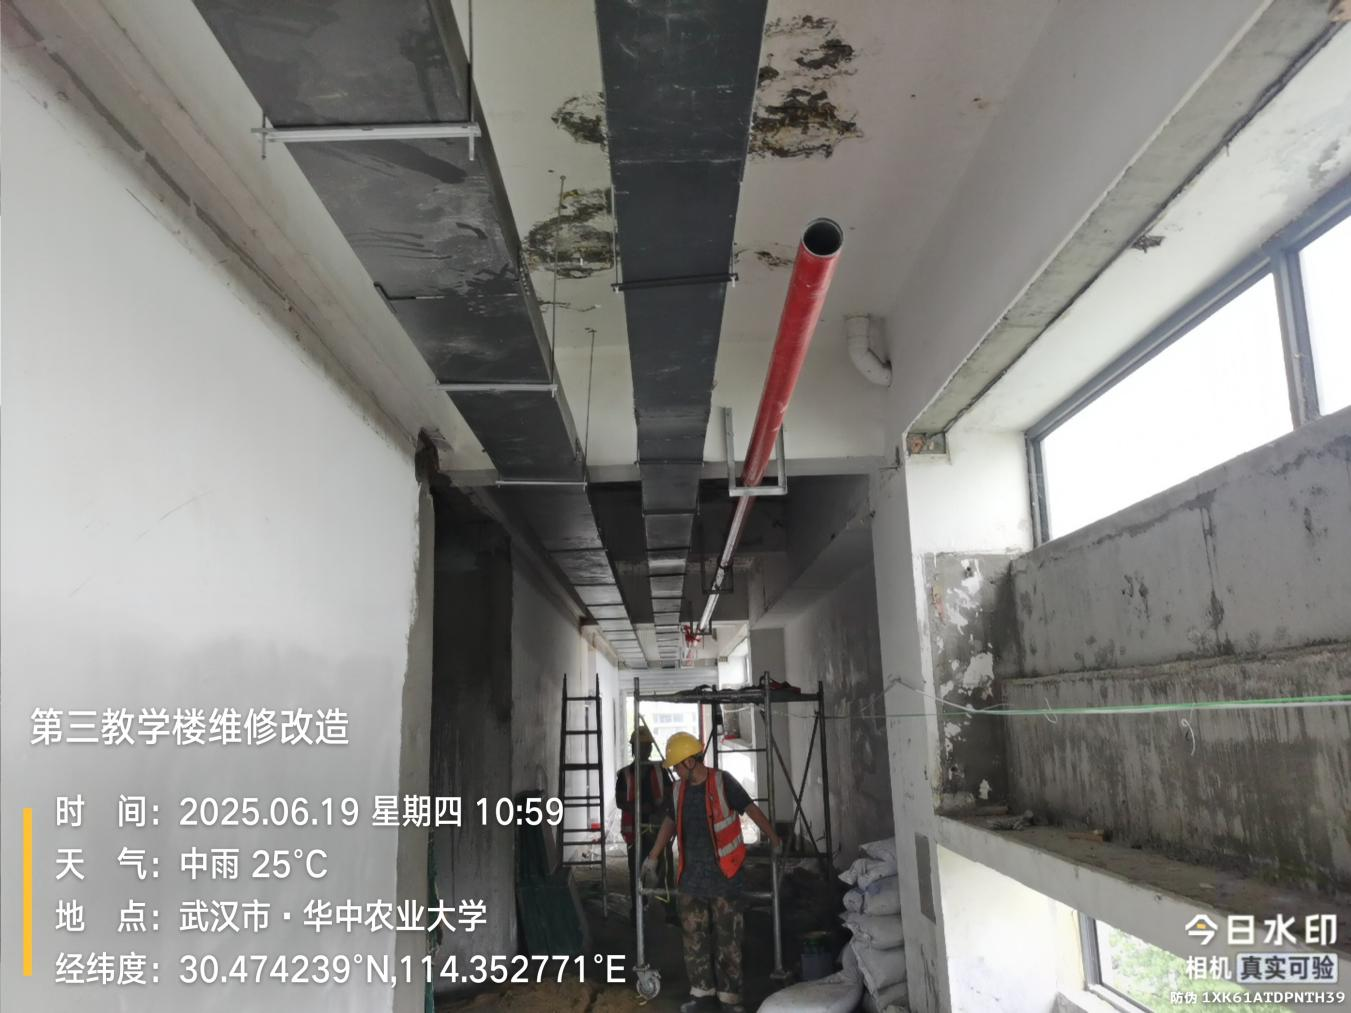 第三教学楼维修改造
时 间：2025.06.19 星期四 10:59
天 气：中雨 25°C
地 点：武汉市·华中农业大学
经纬度：30.474239°N,114.352771°E
今日水印
相机 真实可验
防伪 1XK61ATDPNTH39